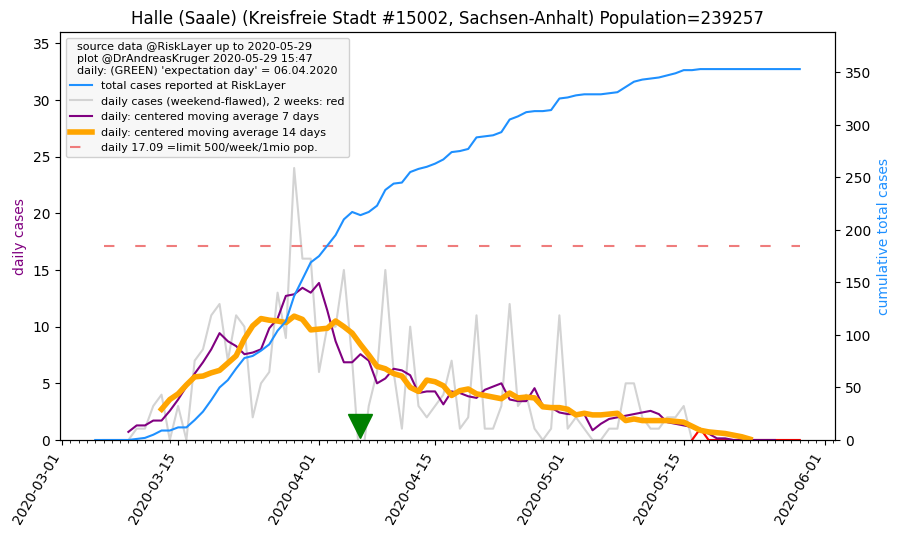 Halle (Saale) (Kreisfreie Stadt #15002, Sachsen-Anhalt) Population=239257
source data @RiskLayer up to 2020-05-29
plot @DrAndreasKruger 2020-05-29 15:47
daily: (GREEN) 'expectation day' = 06.04.2020
total cases reported at RiskLayer
daily cases (weekend-flawed), 2 weeks: red
daily: centered moving average 7 days
daily: centered moving average 14 days
daily 17.09 =limit 500/week/1mio pop.
daily cases
35
30
25
20
15
10
5
0
cumulative total cases
350
300
250
200
150
100
50
0
2020-03-01
2020-03-15
2020-04-01
2020-04-15
2020-05-01
2020-05-15
2020-06-01